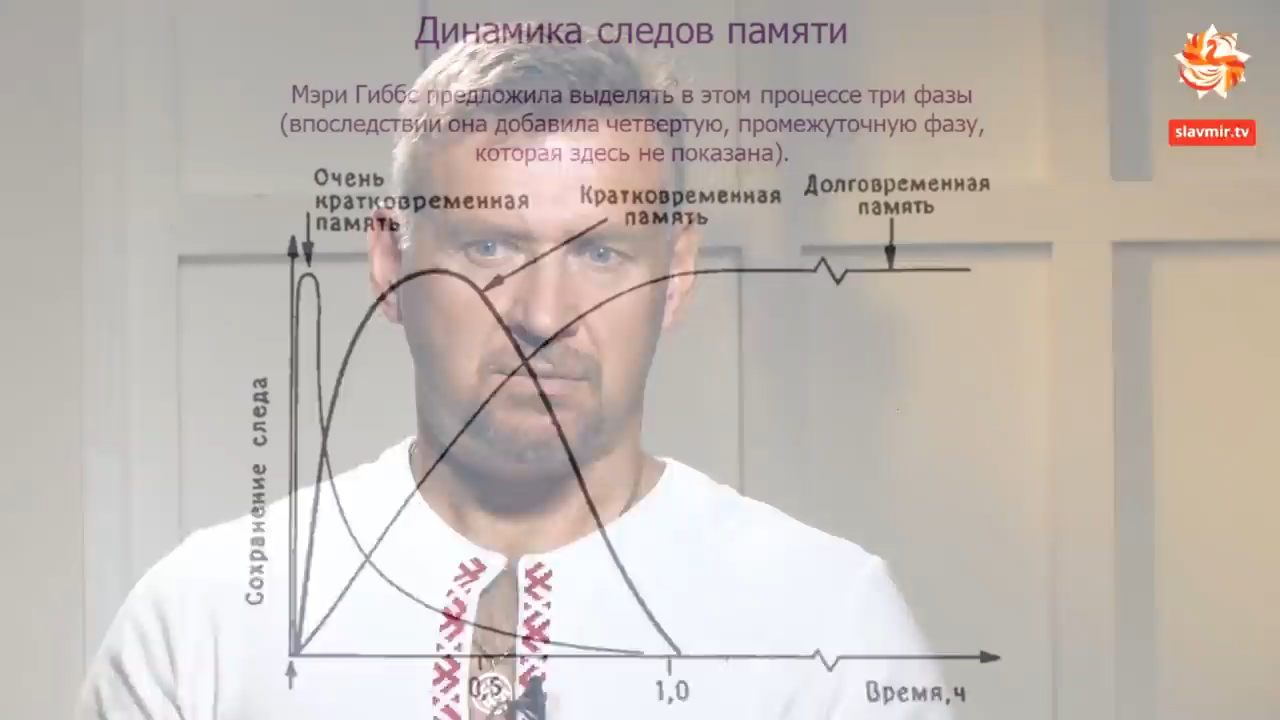 Динамика следов памяти
slavmir.tv
Мэри Гиббс предложила выделять в этом процессе три фазы
(впоследствии она добавила четвертую, промежуточную фазу,
которая здесь не показана).
Очень
кратковременная
память
Кратковременная
память
Долговременная
память
Сохранение следа
0,5
1,0
Время,ч